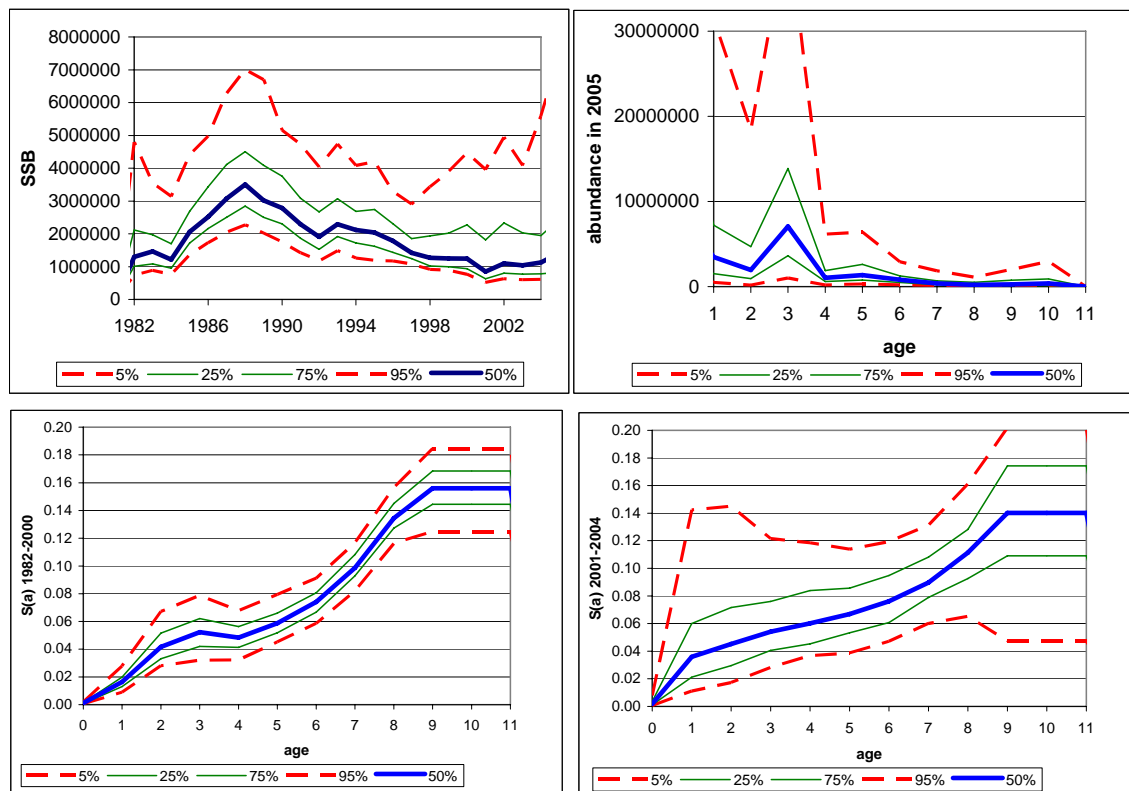 SSB
8000000
7000000
6000000
5000000
4000000
3000000
2000000
1000000
0
1982 1986 1990 1994 1998 2002
5% 25% 75% 95% 50%
abundance in 2005
30000000
20000000
10000000
0
1 2 3 4 5 6 7 8 9 10 11
age
5% 25% 75% 95% 50%
S(a) 1982-2000
0.20
0.18
0.16
0.14
0.12
0.10
0.08
0.06
0.04
0.02
0.00
0 1 2 3 4 5 6 7 8 9 10 11
age
5% 25% 75% 95% 50%
S(a) 2001-2004
0.20
0.18
0.16
0.14
0.12
0.10
0.08
0.06
0.04
0.02
0.00
0 1 2 3 4 5 6 7 8 9 10 11
age
5% 25% 75% 95% 50%